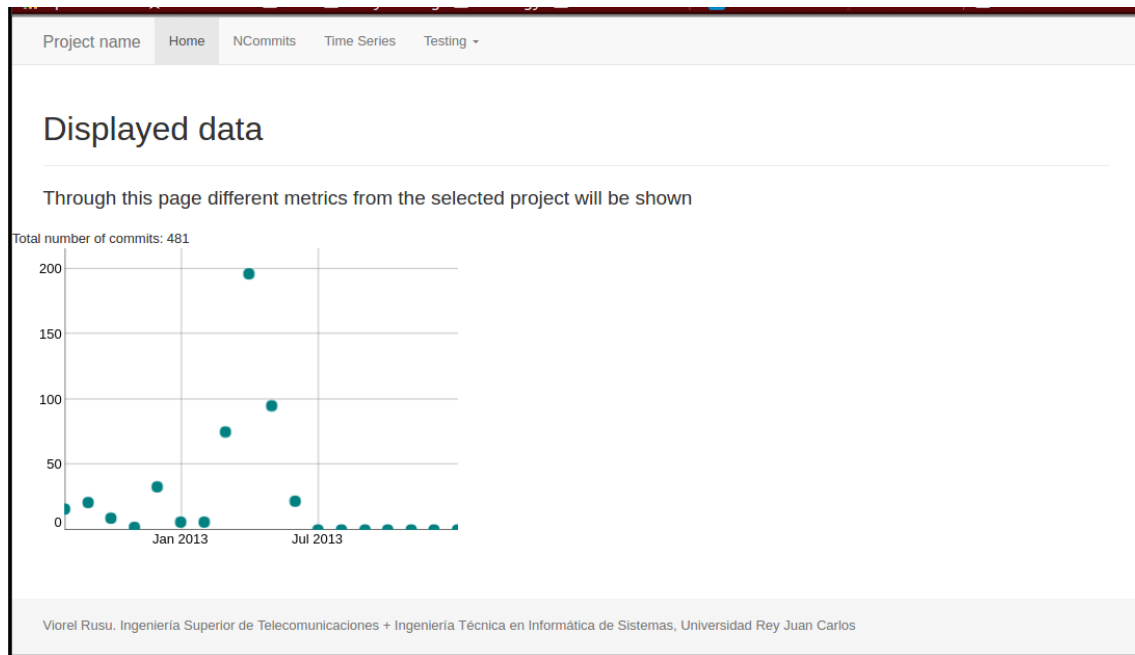 Project name Home NCommits Time Series Testing
Displayed data
Through this page different metrics from the selected project will be shown
Total number of commits: 481
200
150
100
50
0
Jan 2013 Jul 2013
Viorel Rusu. Ingeniería Superior de Telecomunicaciones + Ingeniería Técnica en Informática de Sistemas, Universidad Rey Juan Carlos